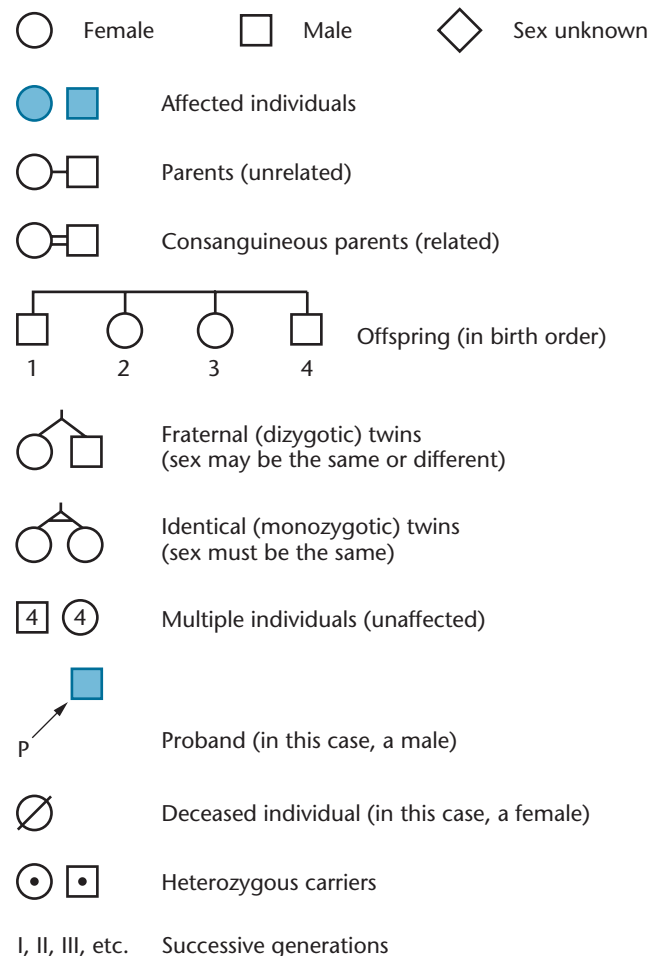 Female Male Sex unknown
Affected individuals
Parents (unrelated)
Consanguineous parents (related)
Offspring (in birth order)
1 2 3 4
Fraternal (dizygotic) twins
(sex may be the same or different)
Identical (monozygotic) twins
(sex must be the same)
4 4 Multiple individuals (unaffected)
P Proband (in this case, a male)
Deceased individual (in this case, a female)
Heterozygous carriers
I, II, III, etc. Successive generations